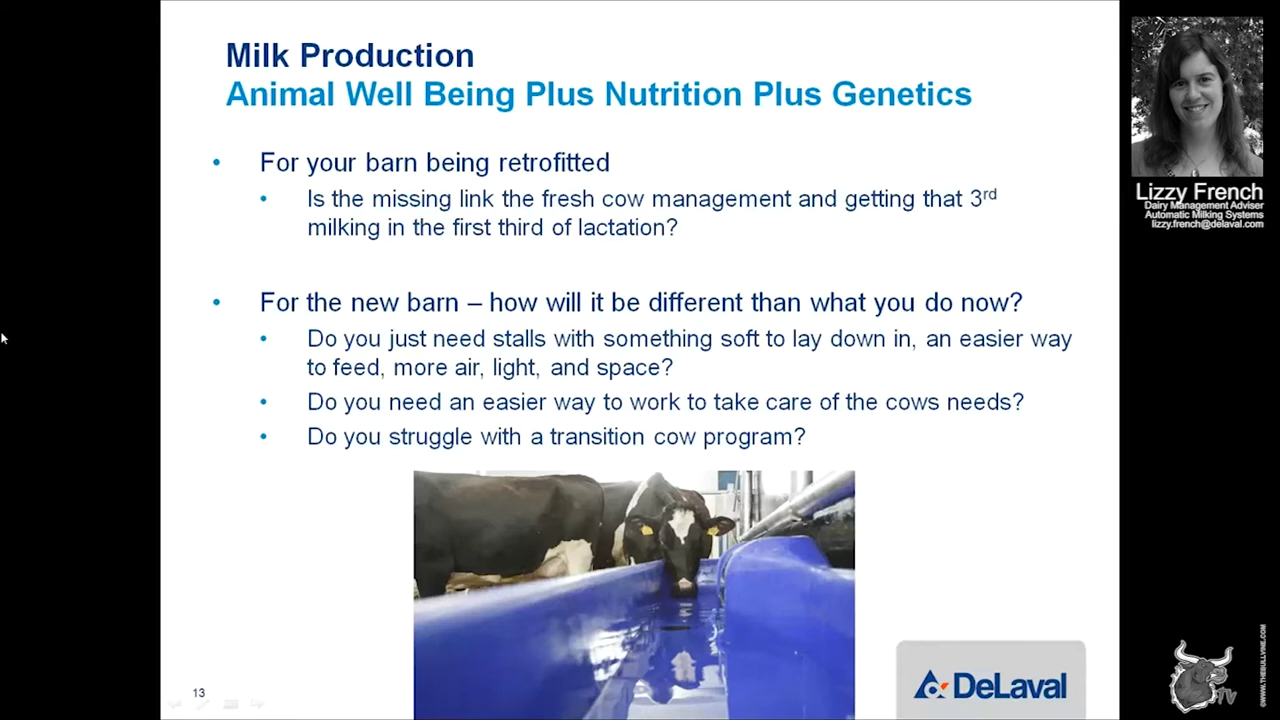 Milk Production
Animal Well Being Plus Nutrition Plus Genetics
• For your barn being retrofitted
• Is the missing link the fresh cow management and getting that 3rd
milking in the first third of lactation?
• For the new barn – how will it be different than what you do now?
• Do you just need stalls with something soft to lay down in, an easier way
to feed, more air, light, and space?
• Do you need an easier way to work to take care of the cows needs?
• Do you struggle with a transition cow program?
13
DeLaval
Lizzy French
Dairy Management Adviser
Automatic Milking Systems
lizzy.french@delaval.com
TV
©WWW.THEBULLVINE.COM